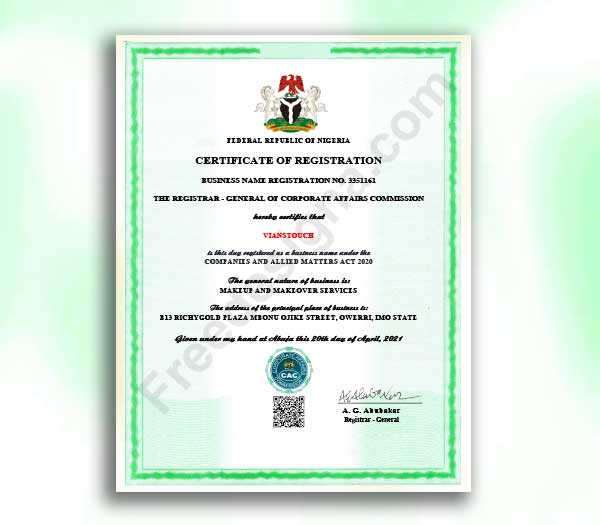 FEDERAL REPUBLIC OF NIGERIA
CERTIFICATE OF REGISTRATION
BUSINESS NAME REGISTRATION NO. 3351161
THE REGISTRAR - GENERAL OF CORPORATE AFFAIRS COMMISSION
hereby certifies that
VIANSTOUCH
is this day registered as a business name under the
COMPANIES AND ALLIED MATTERS ACT 2020
The general nature of business is:
MAKEUP AND MAKEOVER SERVICES
The address of the principal place of business is:
B13 RICHYGOLD PLAZA MBONU OJIKE STREET, OWERRI, IMO STATE
Given under my hand at Abuja this 20th day of April, 2021
CORPORATE AFFAIRS
CAC
COMMISSION
A. G. Abubakar
Registrar - General
Freedesigna.com